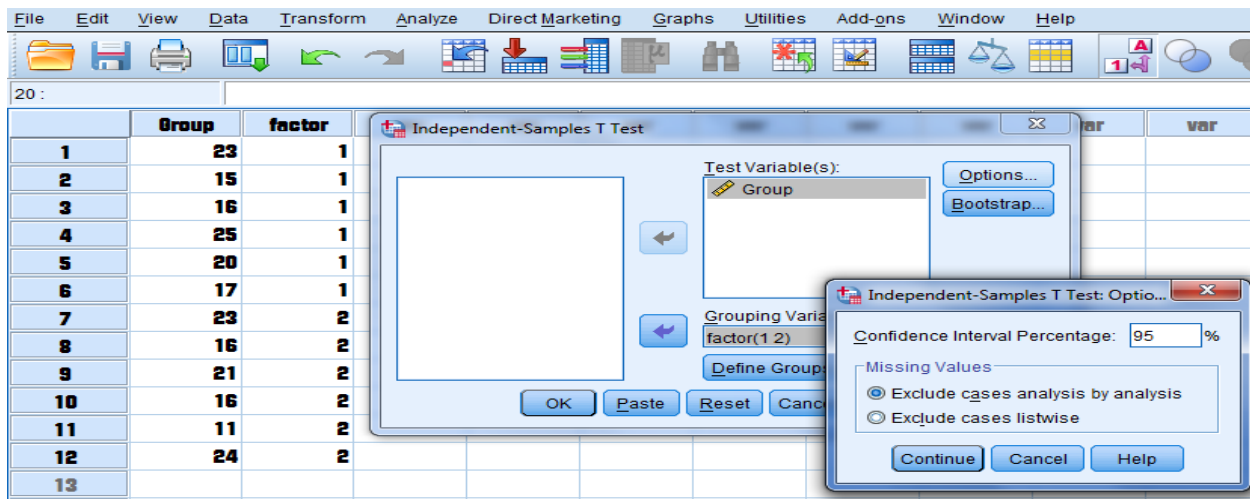 File Edit View Data Transform Analyze Direct Marketing Graphs Utilities Add-ons Window Help
20 :
Group factor var var
1 23 1
2 15 1
3 16 1
4 25 1
5 20 1
6 17 1
7 23 2
8 16 2
9 21 2
10 16 2
11 11 2
12 24 2
13
Independent-Samples T Test
Test Variable(s):
Group
Options...
Bootstrap...
Grouping Varia
factor(1 2)
Define Group
OK Paste Reset Canc
Independent-Samples T Test: Optio...
Confidence Interval Percentage: 95 %
Missing Values
Exclude cases analysis by analysis
Exclude cases listwise
Continue Cancel Help